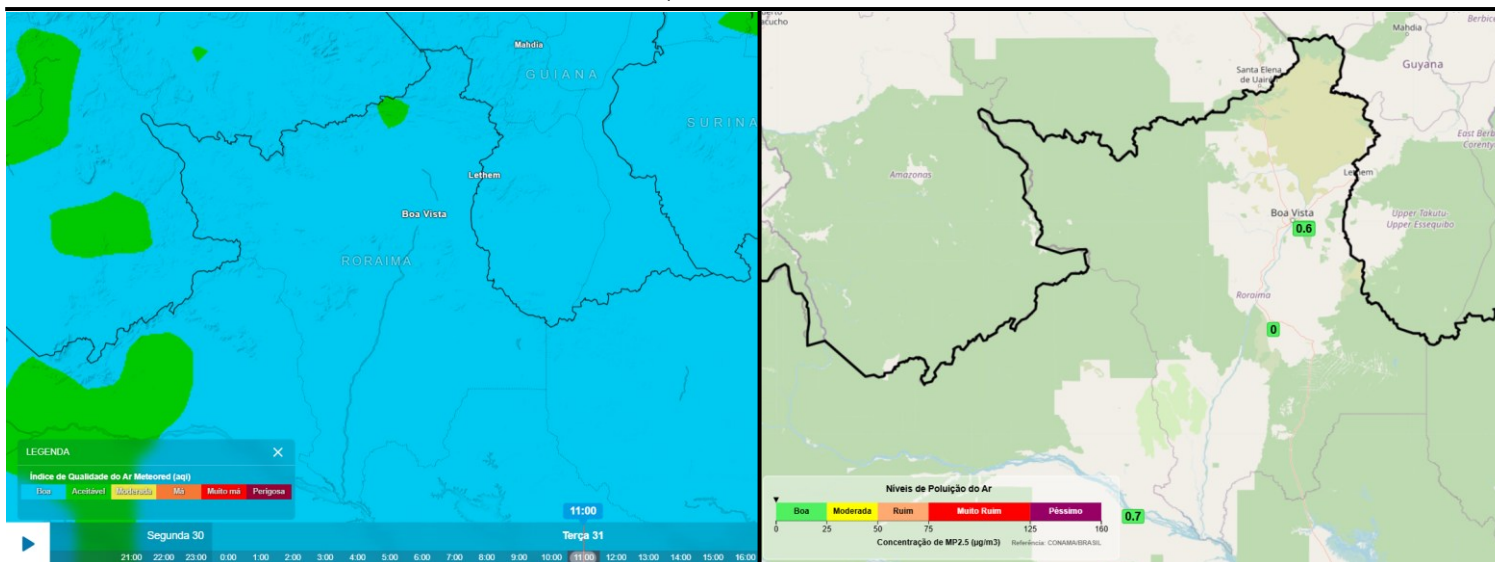 Mahdia
GUIANA
SURINA
Lethem
Boa Vista
RORAIMA
LEGENDA
Índice de Qualidade do Ar Meteored (aqi)
Boa Aceitável Moderada Má Muito má Perigosa
11:00
Segunda 30 Terça 31
21:00 22:00 23:00 0:00 1:00 2:00 3:00 4:00 5:00 6:00 7:00 8:00 9:00 10:00 11:00 12:00 13:00 14:00 15:00 16:00
acucho
Mahdia
Berbice
Guyana
Santa Elena
de Uairé
East Berb
Corentyn
Amazonas
Lethem
Boa Vista
0.6
Upper Takutu
Upper Essequibo
Roraima
0
Níveis de Poluição do Ar
Boa Moderada Ruim Muito Ruim Péssimo
0 25 50 75 125 160
Concentração de MP2.5 (µg/m3) Referência: CONAMA/BRASIL
0.7